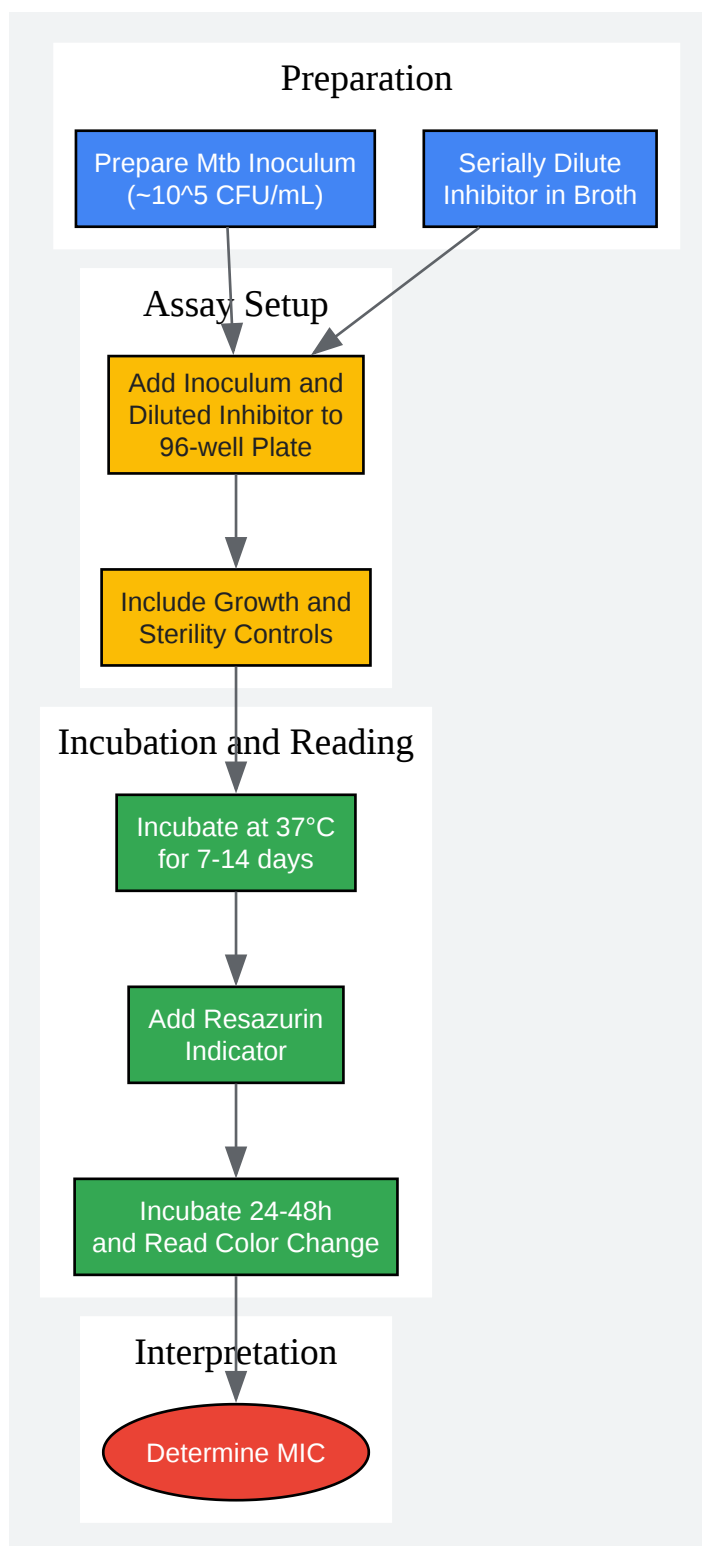 Preparation
Prepare Mtb Inoculum
(~10^5 CFU/mL)
Serially Dilute
Inhibitor in Broth
Assay Setup
Add Inoculum and
Diluted Inhibitor to
96-well Plate
Include Growth and
Sterility Controls
Incubation and Reading
Incubate at 37°C
for 7-14 days
Add Resazurin
Indicator
Incubate 24-48h
and Read Color Change
Interpretation
Determine MIC